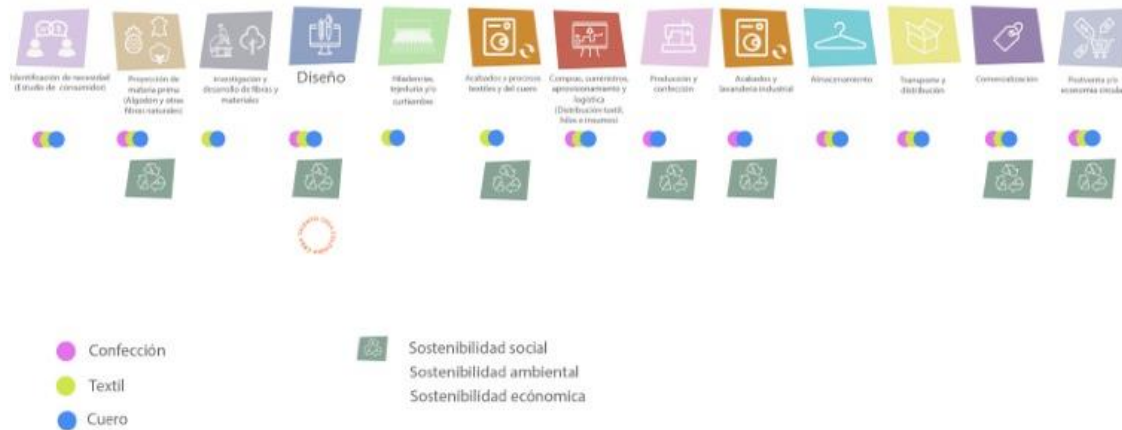 Identificación de necesidad
(Estudio de consumidor)
Proyección de
materia prima
(Algodón y otras
fibras naturales)
Investigación y
desarrollo de fibras y
materiales
Diseño
Hilanderías,
tejeduría y/o
curtiembre
Acabados y procesos
textiles y del cuero
Compras, suministros,
aprovisionamiento y
logística
(Distribución textil,
hilos e insumos)
Producción y
confección
Acabados y
lavandería industrial
Almacenamiento
Transporte y
distribución
Comercialización
Postventa y/o
economía circular
Confección
Textil
Cuero
Sostenibilidad social
Sostenibilidad ambiental
Sostenibilidad ecónomica